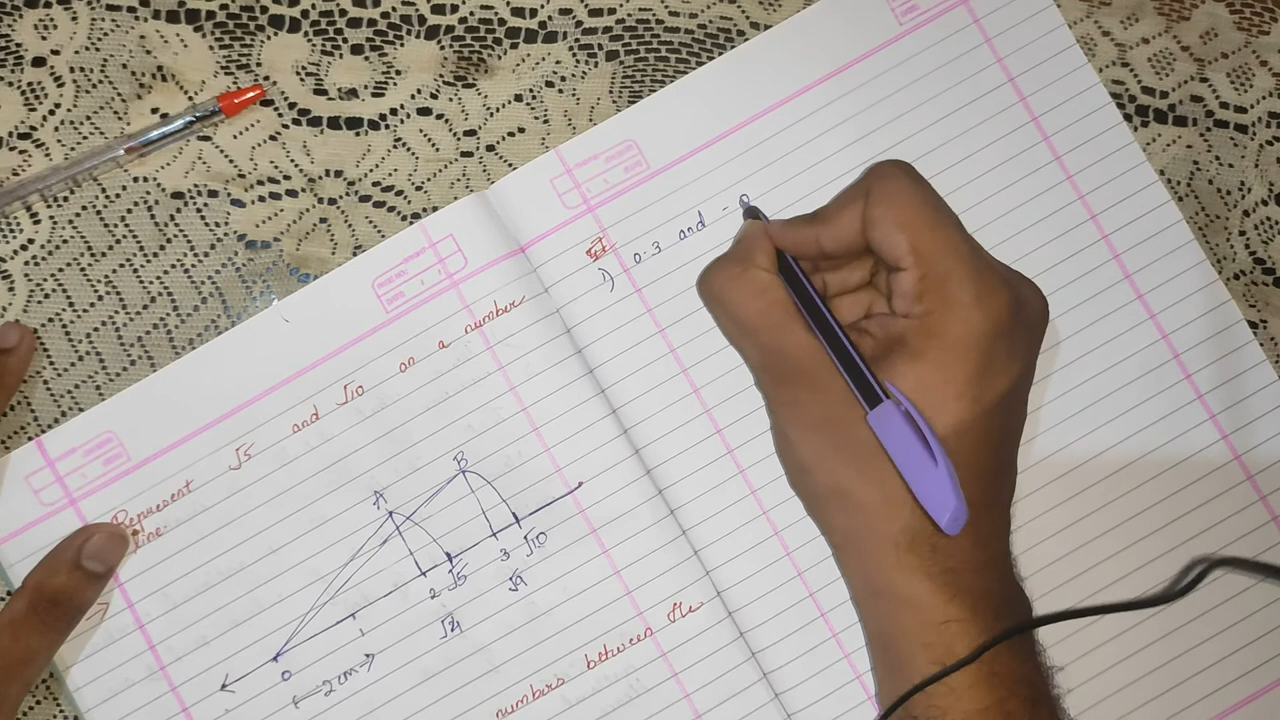 Represent √5 and √10 on a number
line.
A
B
0
1
2
√5
3
√10
√4
√9
2cm
numbers between the
1) 0.3 and - 0